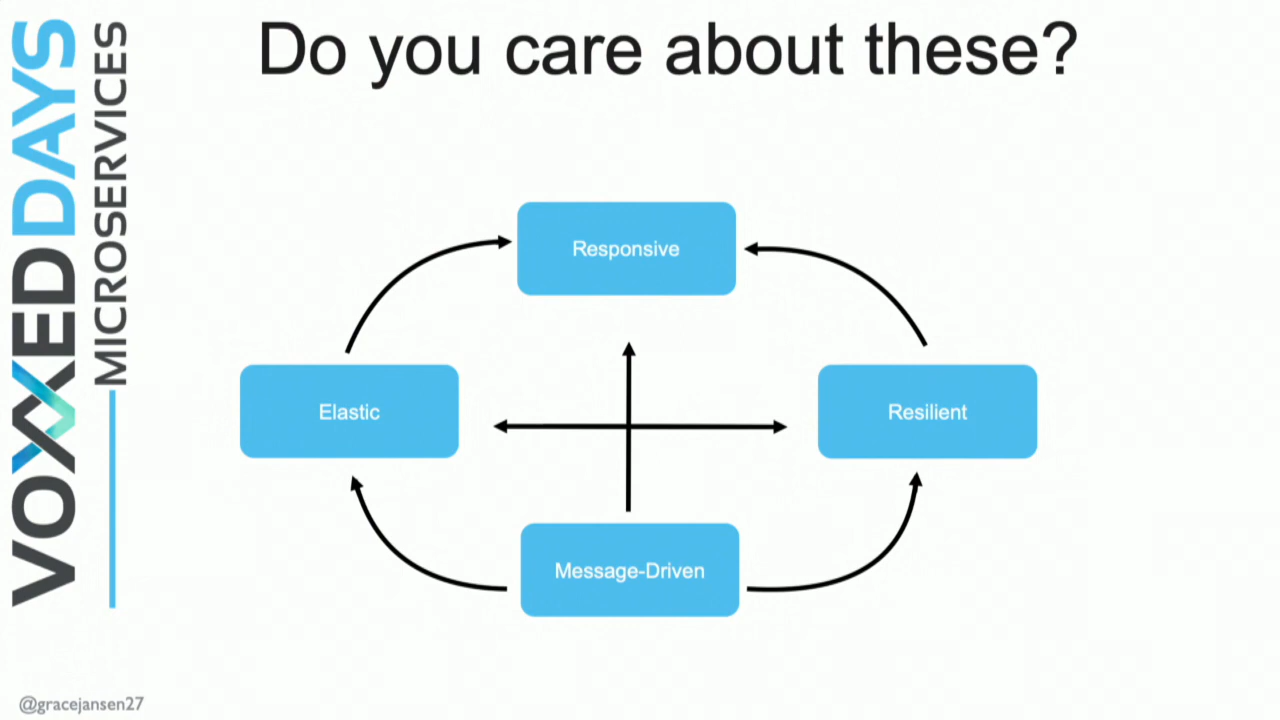 Do you care about these?
VOXXED DAYS
MICROSERVICES
Responsive
Elastic
Resilient
Message-Driven
@gracejansen27